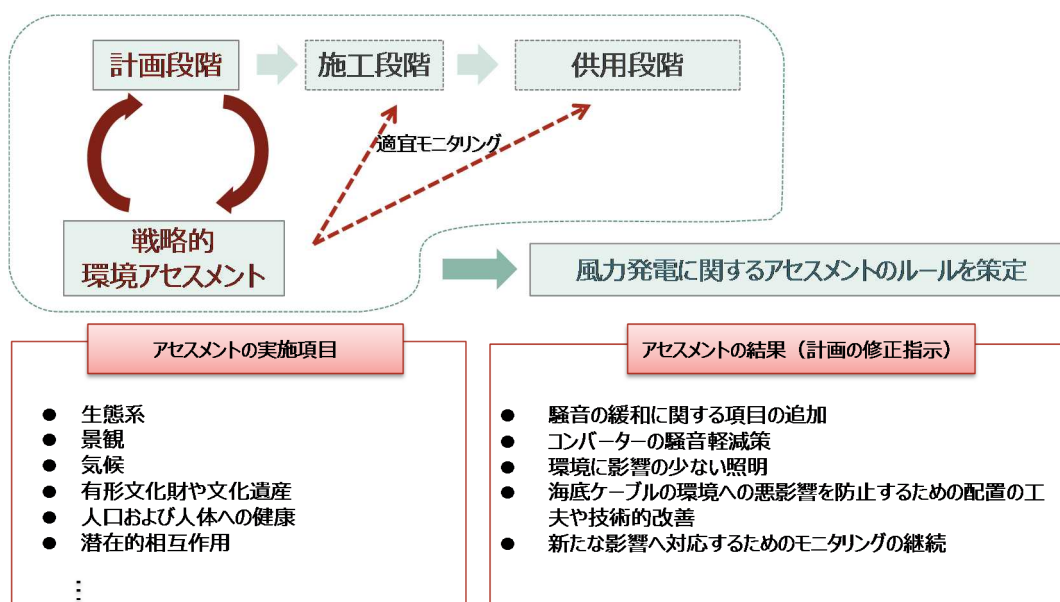 計画段階
施工段階
供用段階
適宜モニタリング
戦略的
環境アセスメント
風力発電に関するアセスメントのルールを策定
アセスメントの実施項目
● 生態系
● 景観
● 気候
● 有形文化財や文化遺産
● 人口および人体への健康
● 潜在的相互作用
⋮
アセスメントの結果（計画の修正指示）
● 騒音の緩和に関する項目の追加
● コンバーターの騒音軽減策
● 環境に影響の少ない照明
● 海底ケーブルの環境への悪影響を防止するための配置の工
夫や技術的改善
● 新たな影響へ対応するためのモニタリングの継続